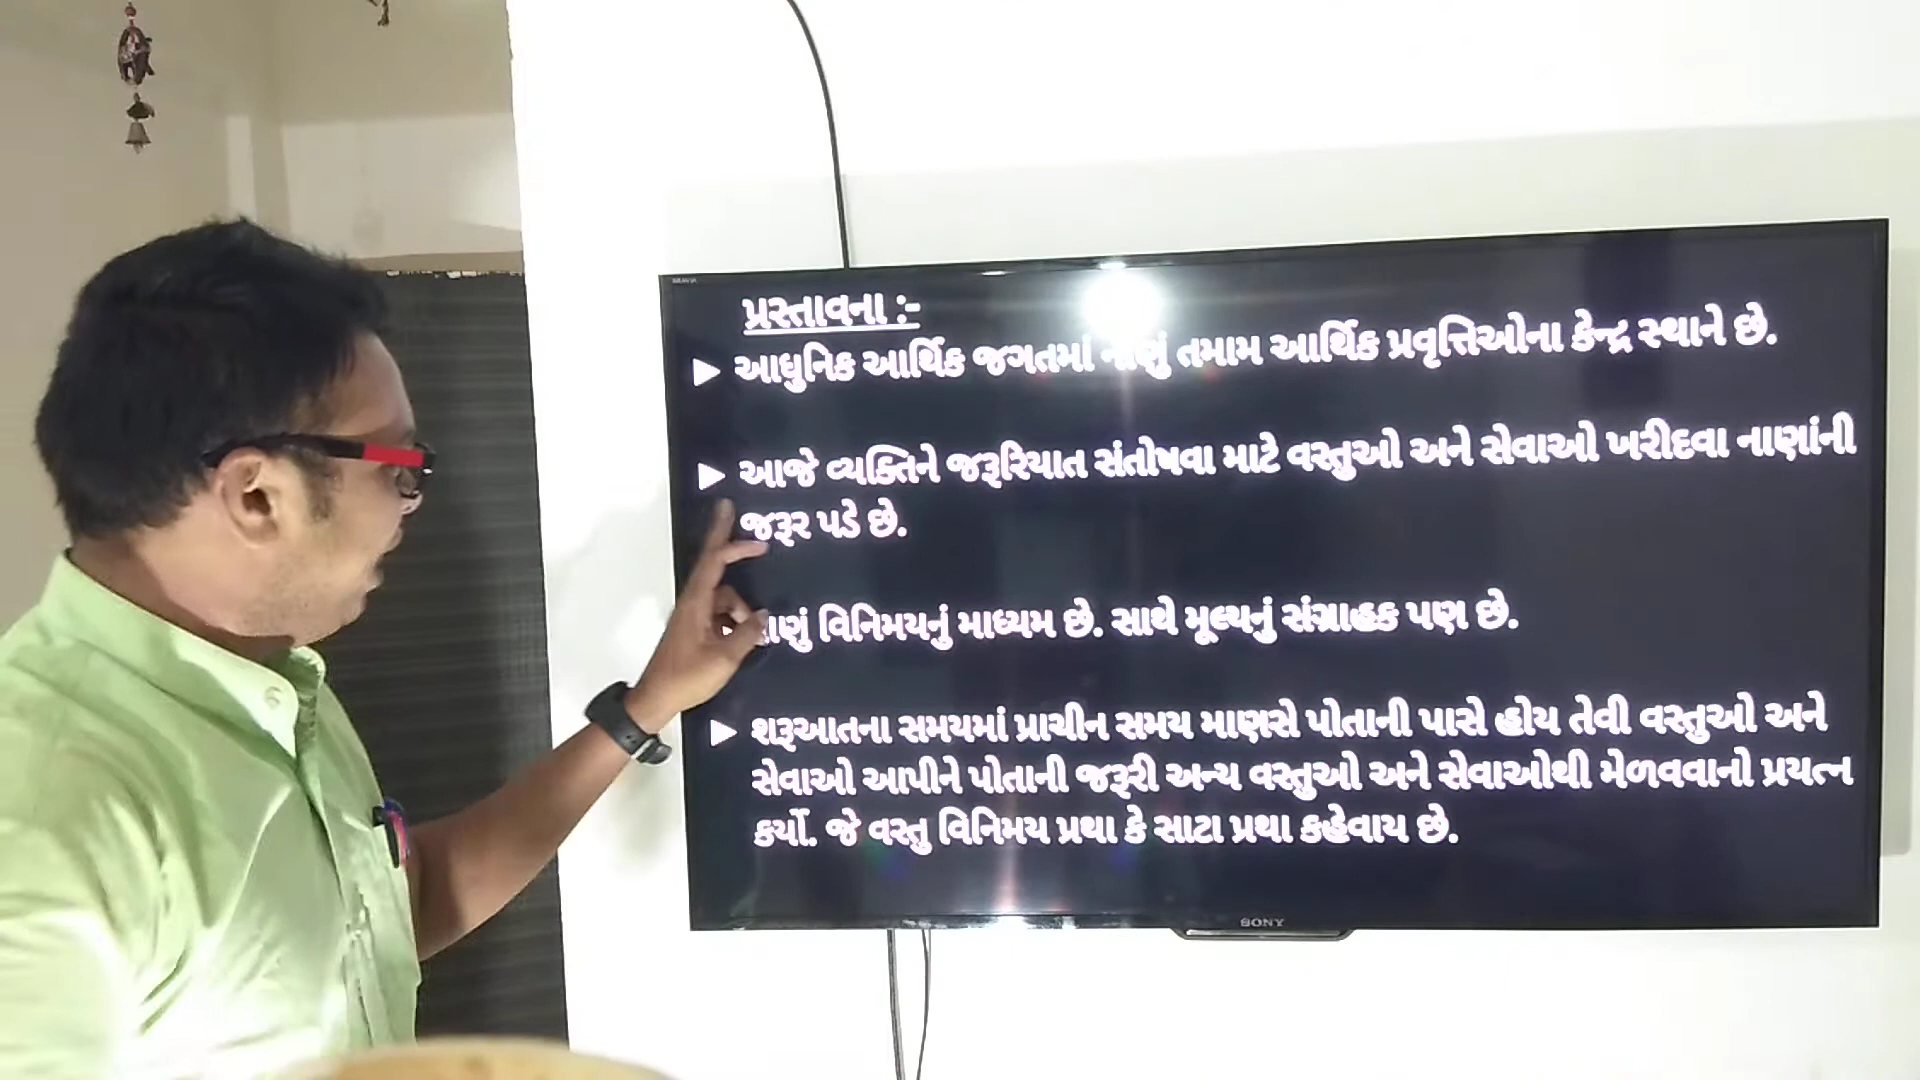 પ્રસ્તાવના :-
આધુનિક આર્થિક જગતમાં નાણું તમામ આર્થિક પ્રવૃત્તિઓના કેન્દ્ર સ્થાને છે.
આજે વ્યક્તિને જરૂરિયાત સંતોષવા માટે વસ્તુઓ અને સેવાઓ ખરીદવા નાણાંની
જરૂર પડે છે.
નાણું વિનિમયનું માધ્યમ છે. સાથે મૂલ્યનું સંગ્રાહક પણ છે.
શરૂઆતના સમયમાં પ્રાચીન સમય માણસે પોતાની પાસે હોય તેવી વસ્તુઓ અને
સેવાઓ આપીને પોતાની જરૂરી અન્ય વસ્તુઓ અને સેવાઓથી મેળવવાનો પ્રયત્ન
કર્યો. જે વસ્તુ વિનિમય પ્રથા કે સાટા પ્રથા કહેવાય છે.
SONY